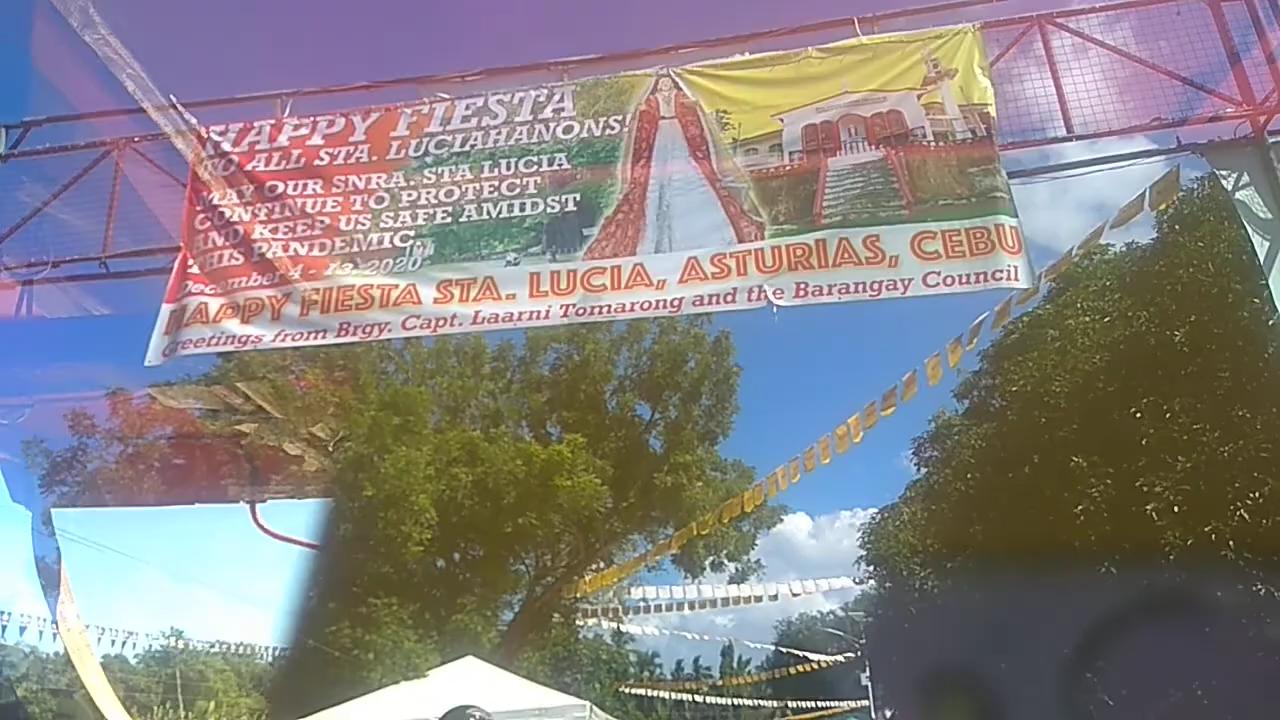 HAPPY FIESTA
TO ALL STA. LUCIAHANONS!
MAY OUR SNRA. STA LUCIA
CONTINUE TO PROTECT
AND KEEP US SAFE AMIDST
THIS PANDEMIC.
December 4 - 13, 2020
HAPPY FIESTA STA. LUCIA, ASTURIAS, CEBU
Greetings from Brgy. Capt. Laarni Tomarong and the Barangay Council